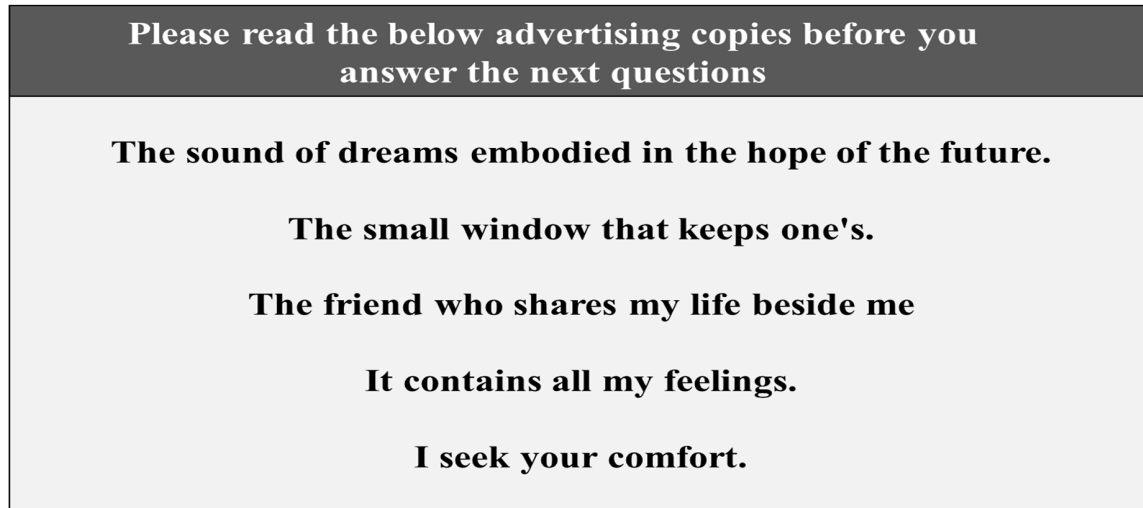 Please read the below advertising copies before you
answer the next questions
The sound of dreams embodied in the hope of the future.
The small window that keeps one's.
The friend who shares my life beside me
It contains all my feelings.
I seek your comfort.